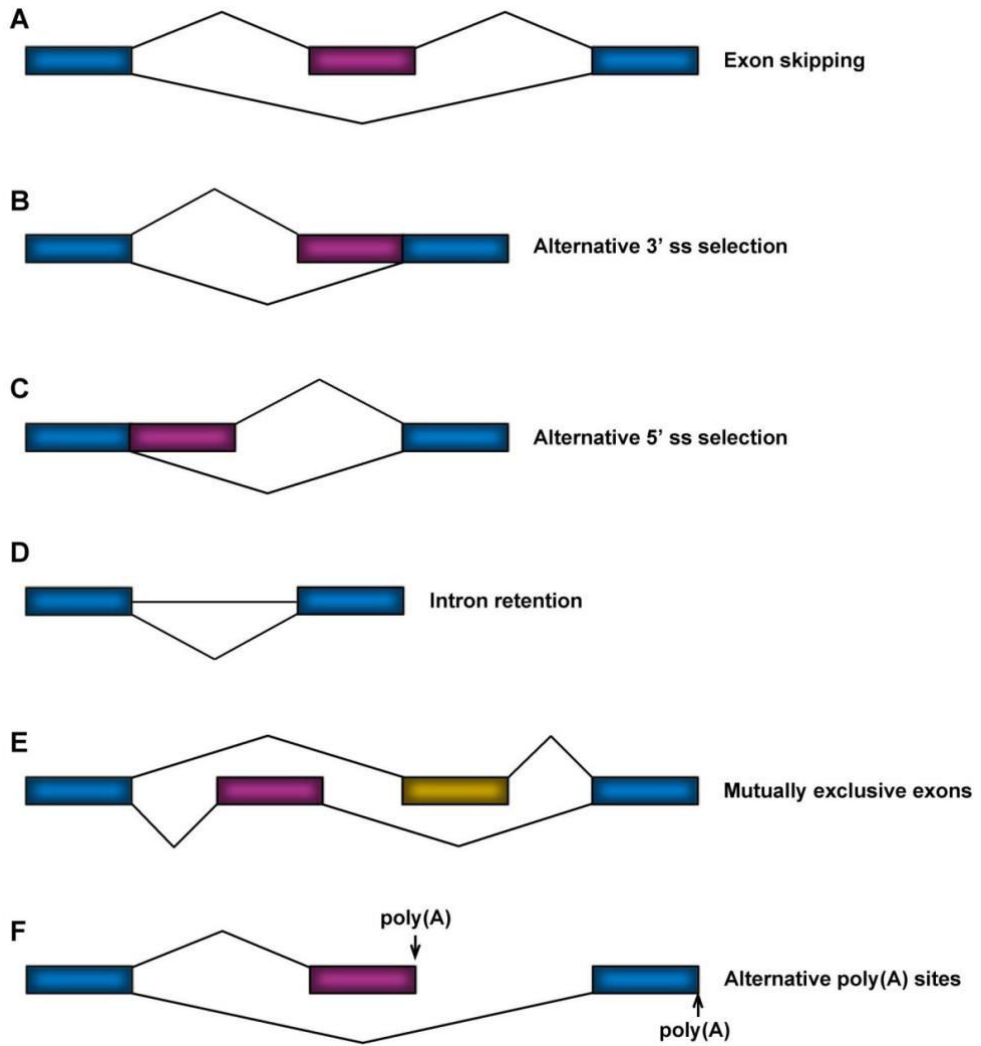 A
Exon skipping
B
Alternative 3’ ss selection
C
Alternative 5’ ss selection
D
Intron retention
E
Mutually exclusive exons
F
poly(A)
Alternative poly(A) sites
poly(A)